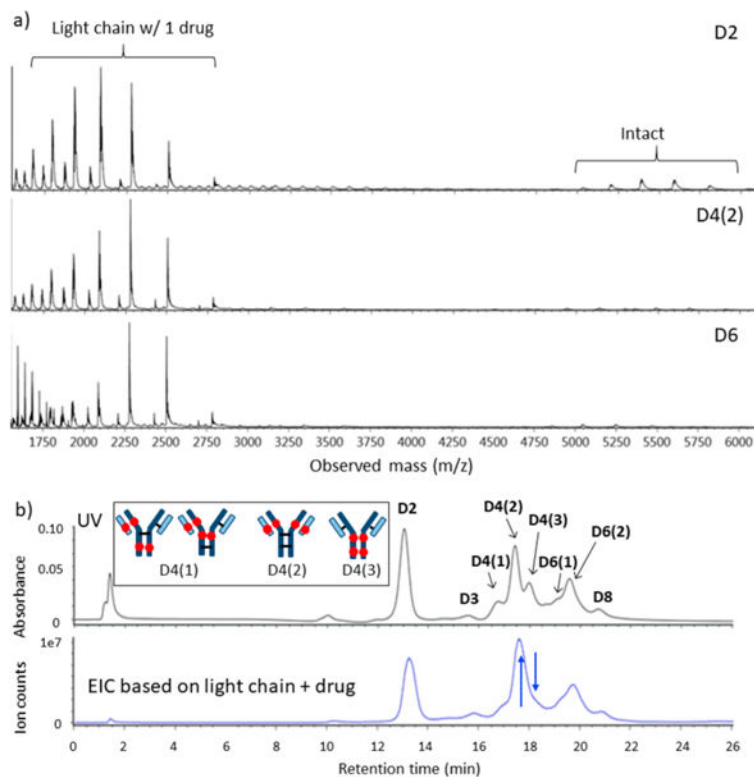 a)
Light chain w/ 1 drug
D2
Intact
D4(2)
D6
1750 2000 2250 2500 2750 3000 3250 3500 3750 4000 4250 4500 4750 5000 5250 5500 5750 6000
Observed mass (m/z)
b)
UV
D4(1) D4(2) D4(3)
D2
D4(2)
D4(3)
D4(1)
D6(2)
D6(1)
D3
D8
0.10
0.05
0
Absorbance
1e7
0
Ion counts
EIC based on light chain + drug
0 2 4 6 8 10 12 14 16 18 20 22 24 26
Retention time (min)